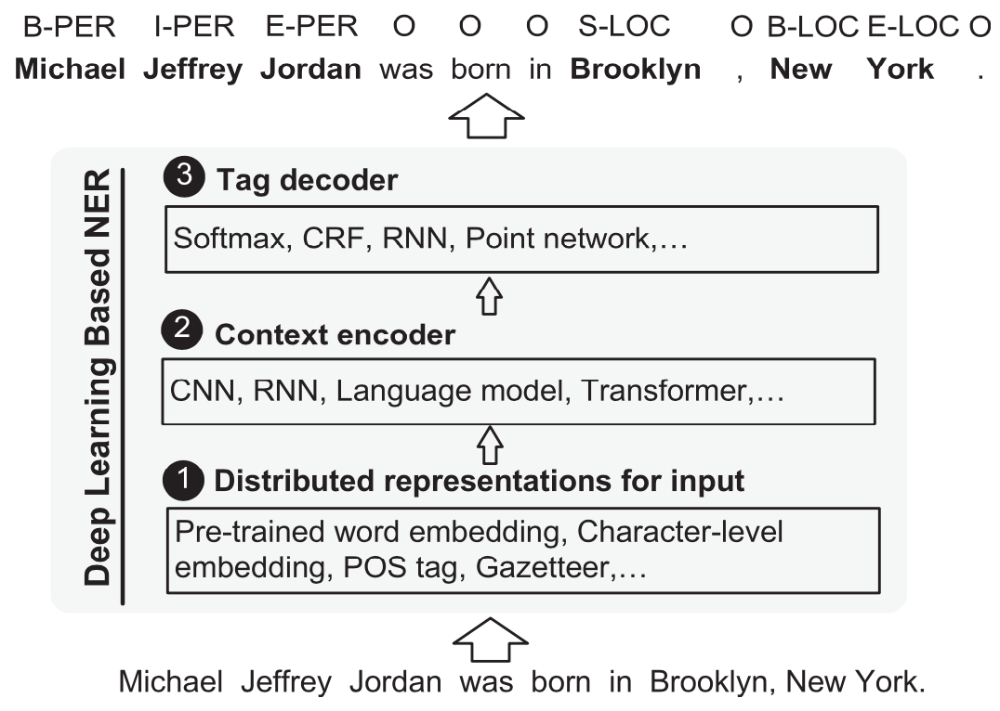 B-PER I-PER E-PER O O O S-LOC O B-LOC E-LOC O
Michael Jeffrey Jordan was born in Brooklyn , New York .
Deep Learning Based NER
3 Tag decoder
Softmax, CRF, RNN, Point network,...
2 Context encoder
CNN, RNN, Language model, Transformer,...
1 Distributed representations for input
Pre-trained word embedding, Character-level
embedding, POS tag, Gazetteer,...
Michael Jeffrey Jordan was born in Brooklyn, New York.